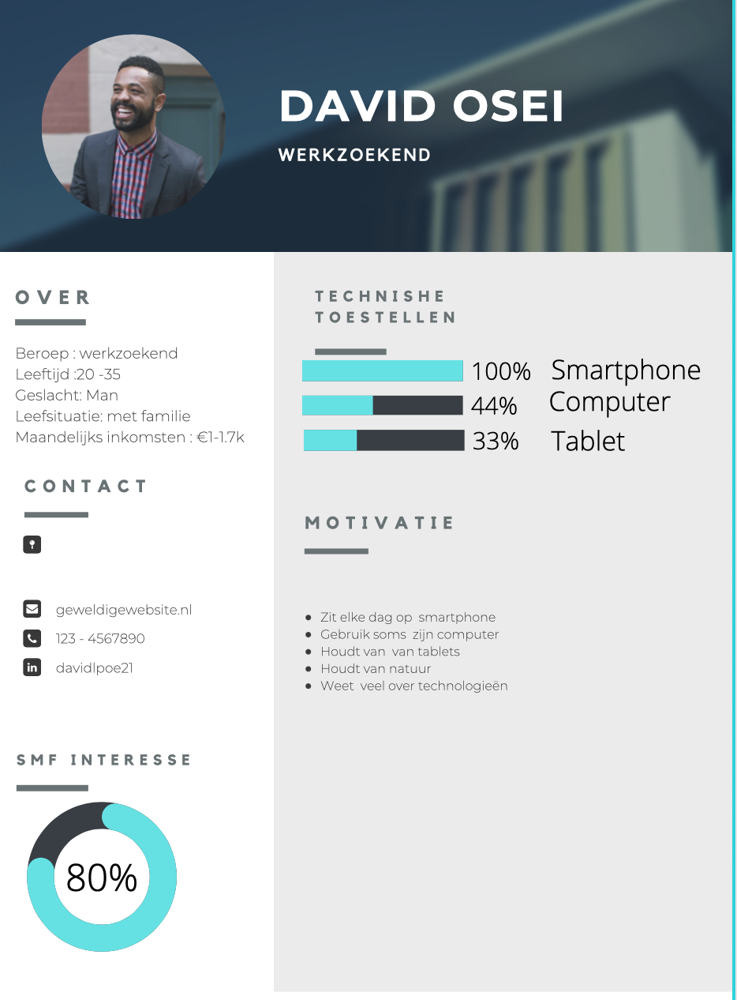 DAVID OSEI
WERKZOEKEND
OVER
Beroep : werkzoekend
Leeftijd :20 -35
Geslacht: Man
Leefsituatie: met familie
Maandelijks inkomsten : €1-1.7k
CONTACT
geweldigewebsite.nl
123 - 4567890
in davidlpoe21
SMF INTERESSE
80%
TECHNISHE
TOESTELLEN
100% Smartphone
44% Computer
33% Tablet
MOTIVATIE
Zit elke dag op smartphone
Gebruik soms zijn computer
Houdt van van tablets
Houdt van natuur
Weet veel over technologieën